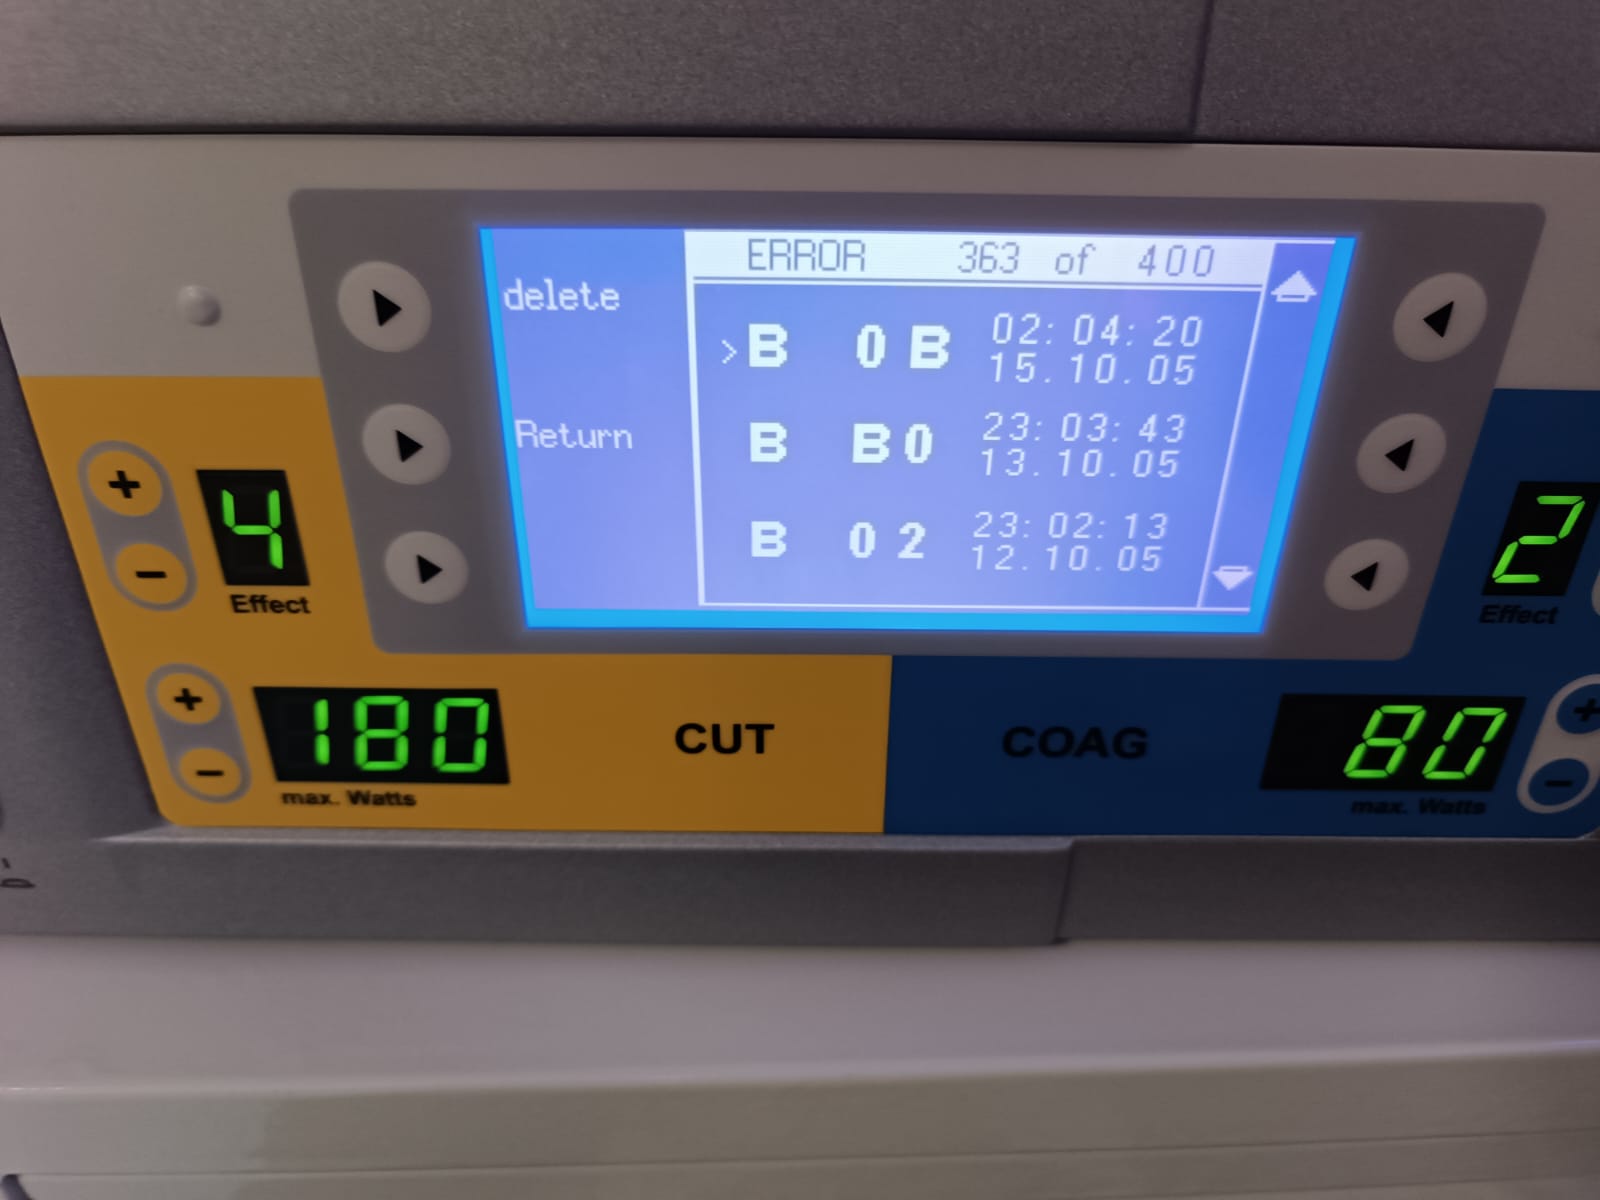 ERROR 363 of 400
delete
>B 0B 02:04:20
15.10.05
Return
B B0 23:03:43
13.10.05
B 02 23:02:13
12.10.05
+
-
4
Effect
2
Effect
+
-
180
max. Watts
CUT
COAG
80
max. Watts
+
-